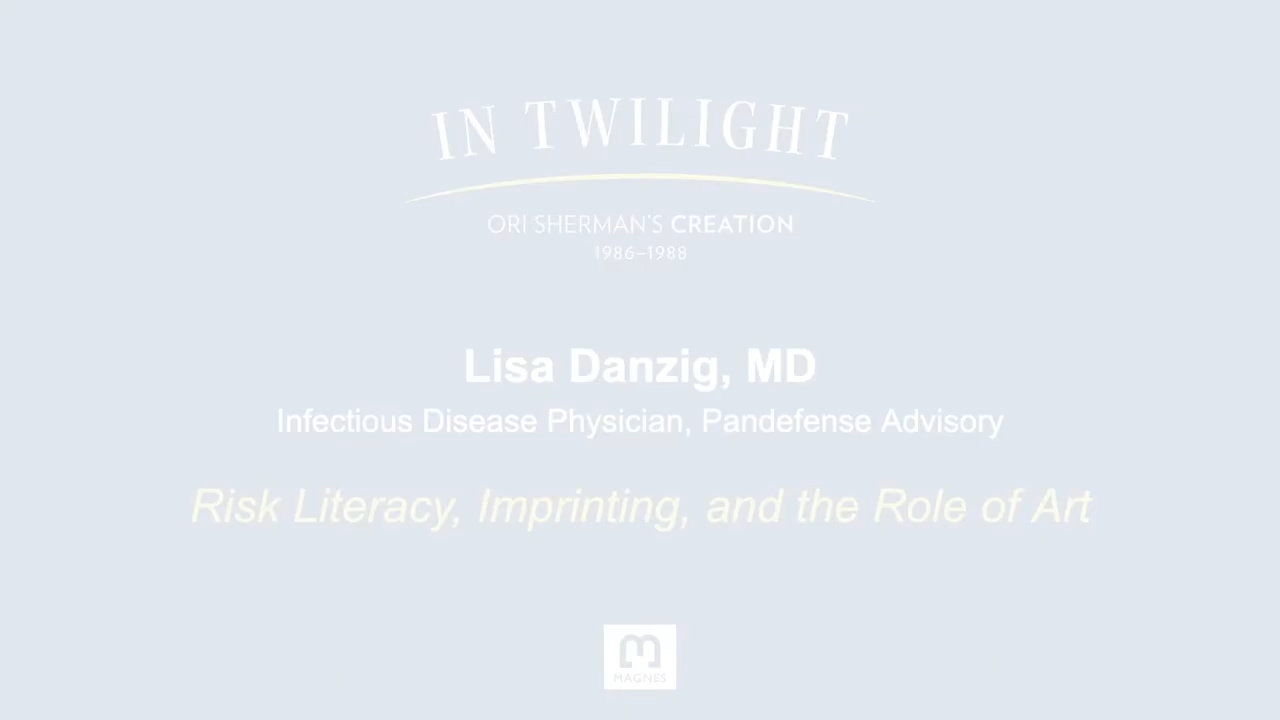 IN TWILIGHT
ORI SHERMAN'S CREATION
1986–1988
Lisa Danzig, MD
Infectious Disease Physician, Pandefense Advisory
Risk Literacy, Imprinting, and the Role of Art
MAGNES